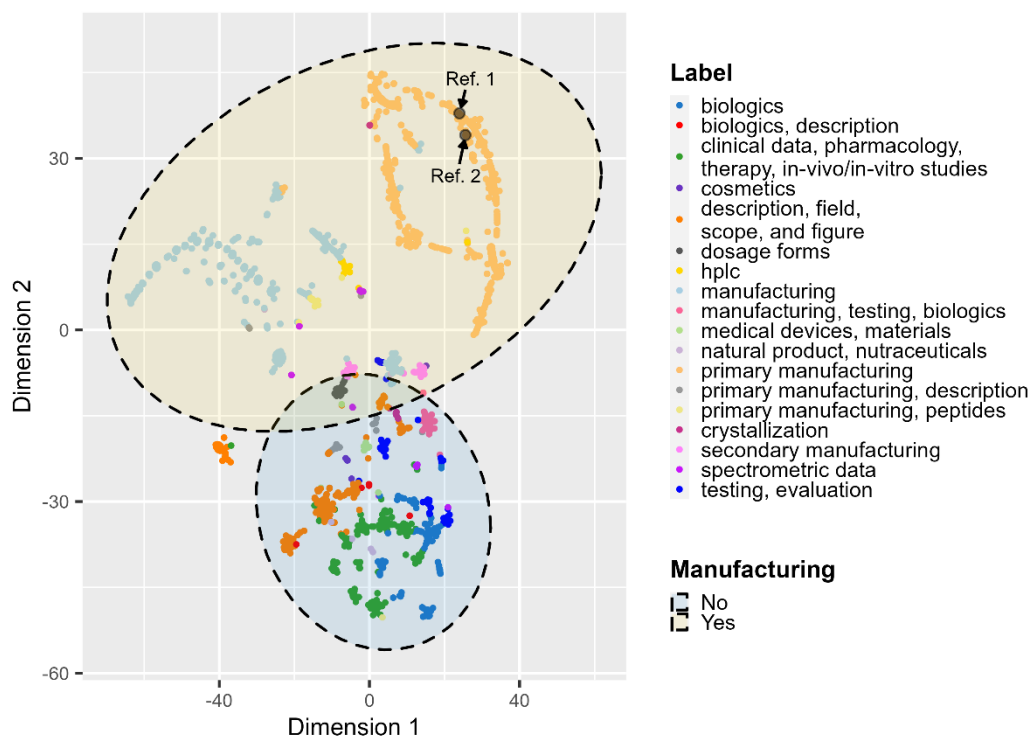 Ref. 1
Ref. 2
30
0
-30
-60
-40
0
40
Dimension 1
Dimension 2
Label
biologics
biologics, description
clinical data, pharmacology,
therapy, in-vivo/in-vitro studies
cosmetics
description, field,
scope, and figure
dosage forms
hplc
manufacturing
manufacturing, testing, biologics
medical devices, materials
natural product, nutraceuticals
primary manufacturing
primary manufacturing, description
primary manufacturing, peptides
crystallization
secondary manufacturing
spectrometric data
testing, evaluation
Manufacturing
No
Yes